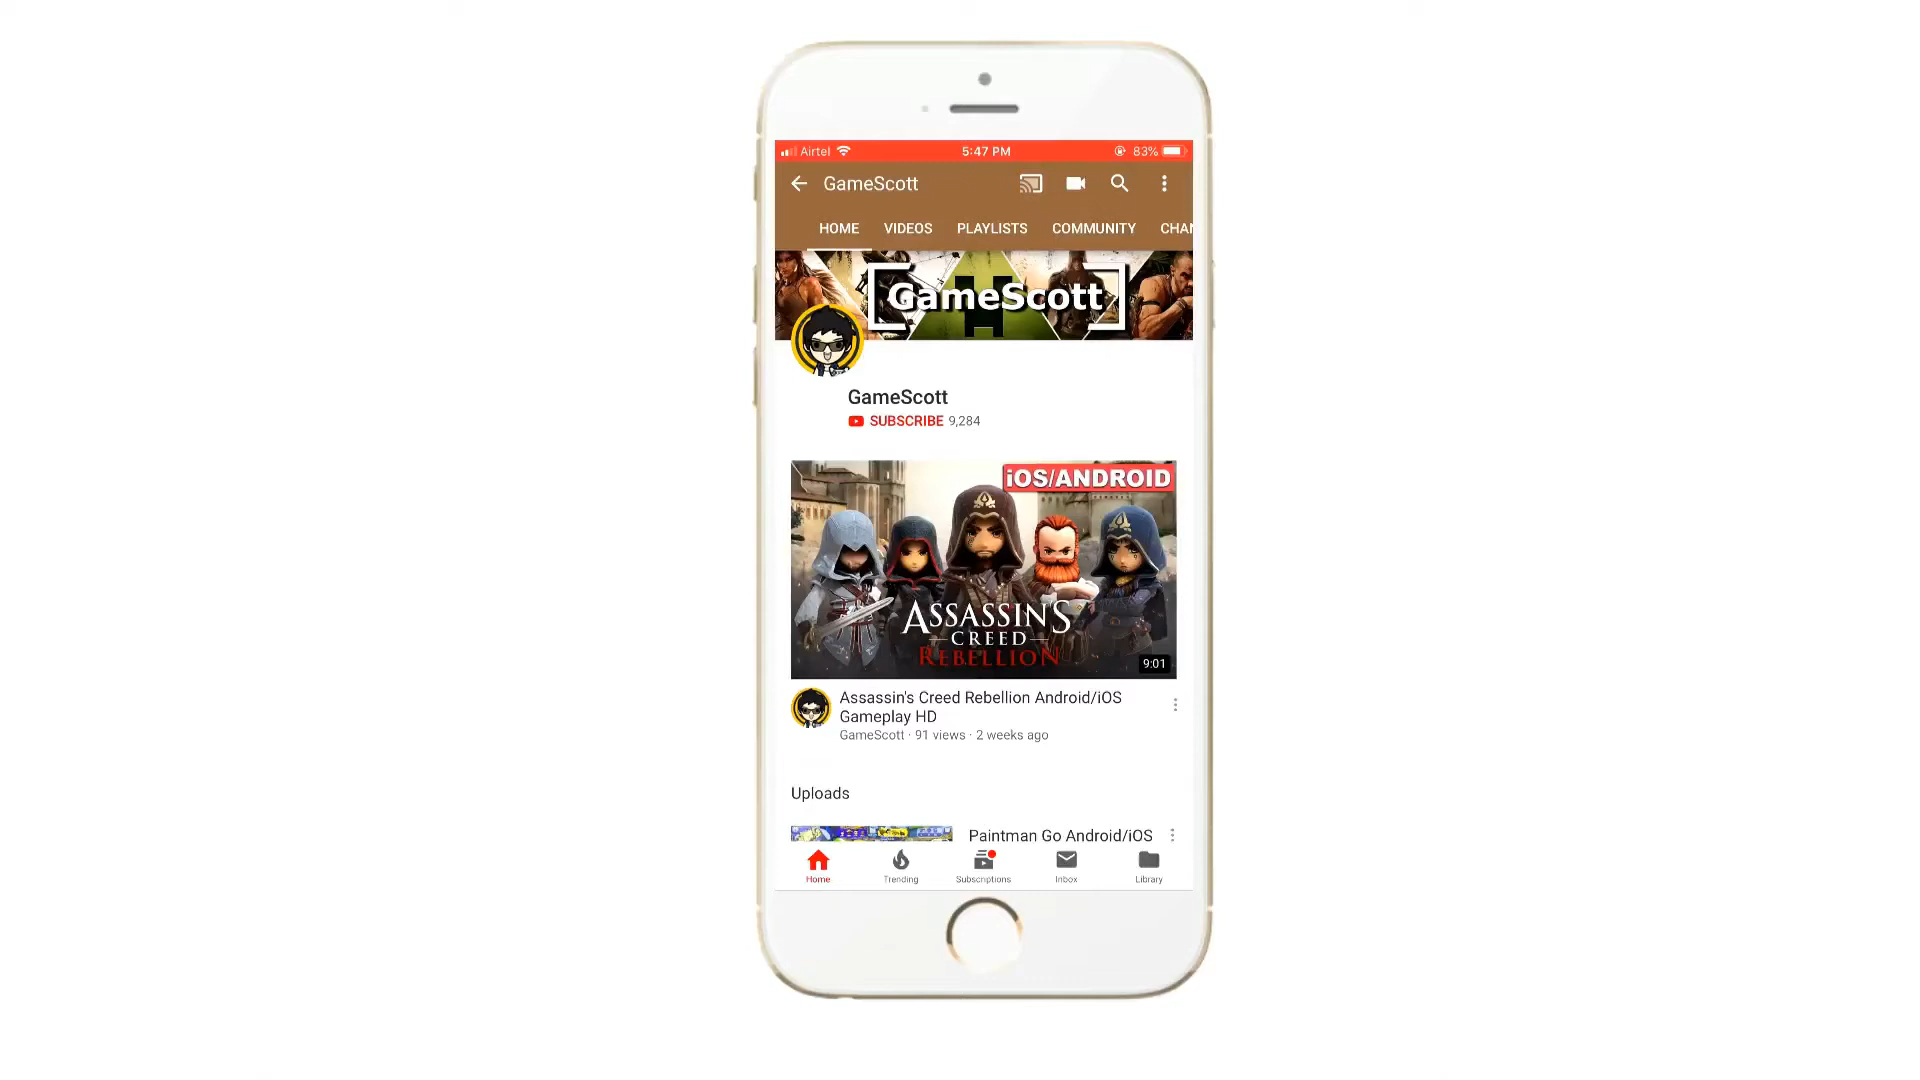 Airtel 5:47 PM 83%
GameScott
HOME VIDEOS PLAYLISTS COMMUNITY CHAN
GameScott
GameScott
SUBSCRIBE 9,284
iOS/ANDROID
ASSASSIN'S
CREED
REBELLION
9:01
Assassin's Creed Rebellion Android/iOS
Gameplay HD
GameScott · 91 views · 2 weeks ago
Uploads
Paintman Go Android/iOS
Home Trending Subscriptions Inbox Library